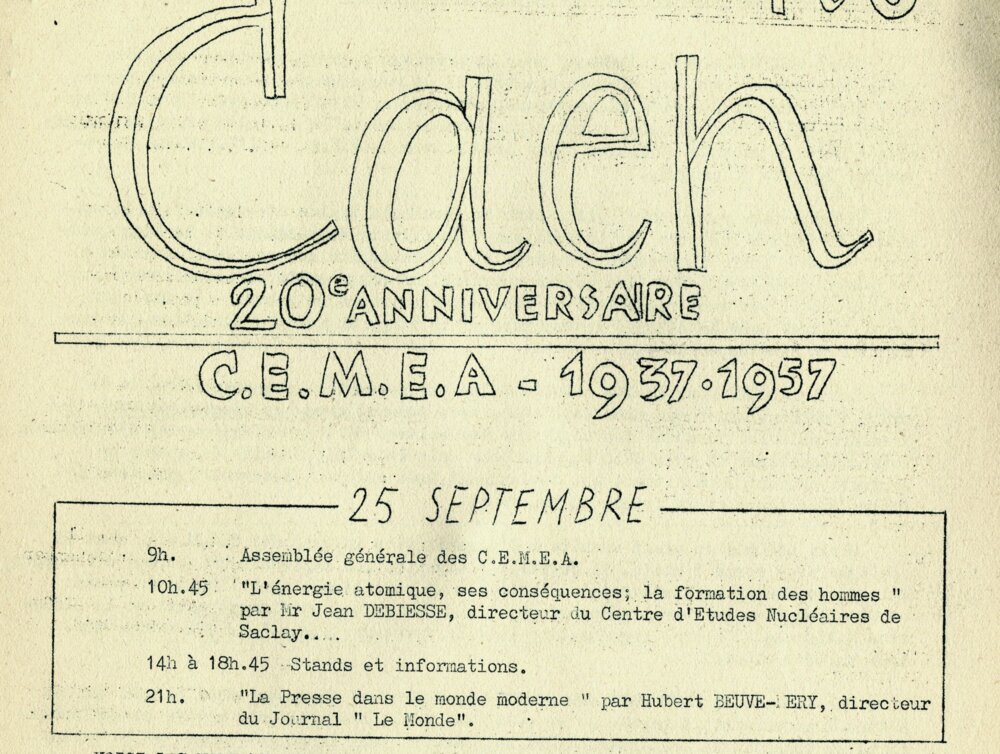 Caen
20e ANNIVERSAIRE
C.E.M.E.A - 1937.1957
25 SEPTEMBRE
9h. Assemblée générale des C.E.M.E.A.
10h.45 "L'énergie atomique, ses conséquences; la formation des hommes "
par Mr Jean DEBIESSE, directeur du Centre d'Etudes Nucléaires de
Saclay.....
14h à 18h.45 Stands et informations.
21h. "La Presse dans le monde moderne " par Hubert BEUVE-MERY, directeur
du Journal " Le Monde".